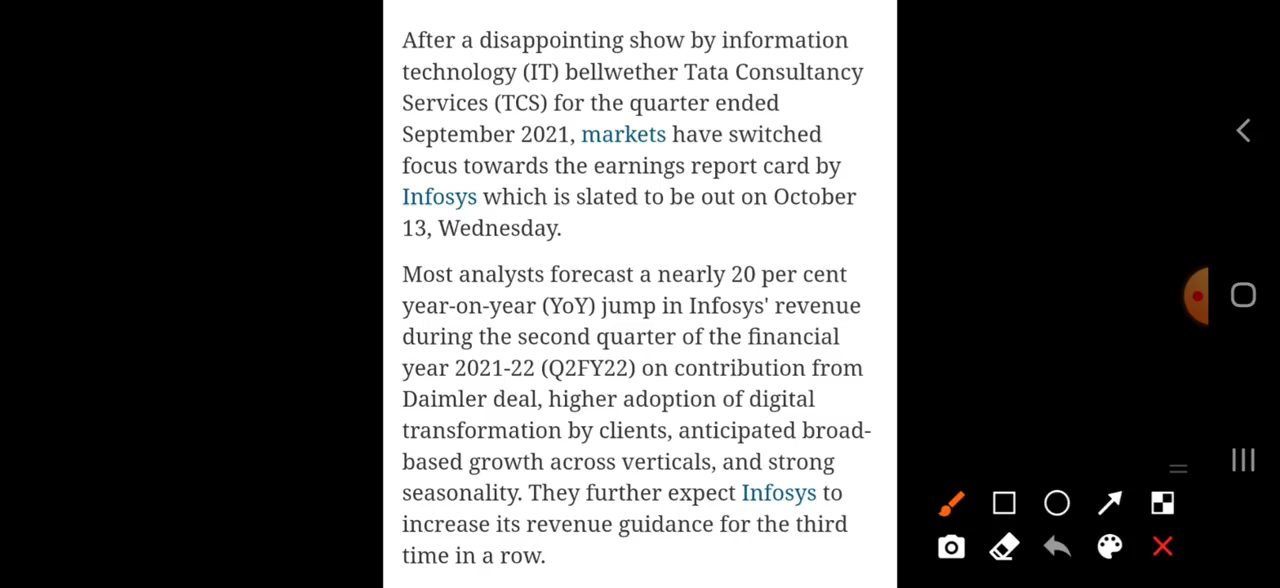 After a disappointing show by information
technology (IT) bellwether Tata Consultancy
Services (TCS) for the quarter ended
September 2021, markets have switched
focus towards the earnings report card by
Infosys which is slated to be out on October
13, Wednesday.
Most analysts forecast a nearly 20 per cent
year-on-year (YoY) jump in Infosys' revenue
during the second quarter of the financial
year 2021-22 (Q2FY22) on contribution from
Daimler deal, higher adoption of digital
transformation by clients, anticipated broad-
based growth across verticals, and strong
seasonality. They further expect Infosys to
increase its revenue guidance for the third
time in a row.